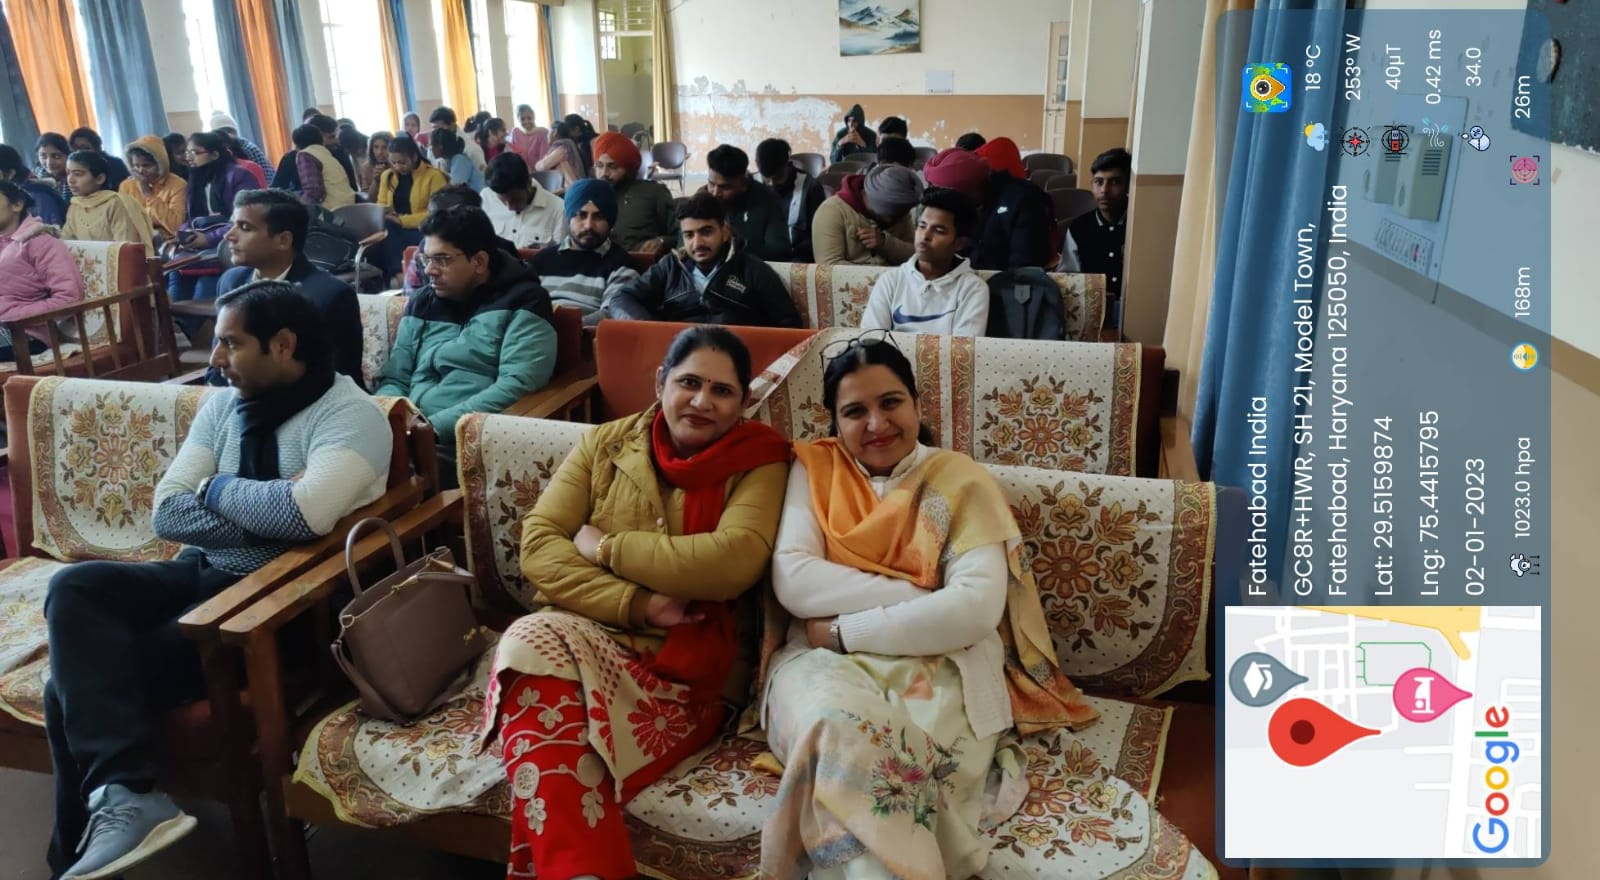 Fatehabad India
GC8R+HWR, SH 21, Model Town,
Fatehabad, Haryana 125050, India
Lat: 29.5159874
Lng: 75.4415795
02-01-2023
1023.0 hpa
168m
26m
18 °C
253° W
40µT
0.42 ms
34.0
Google